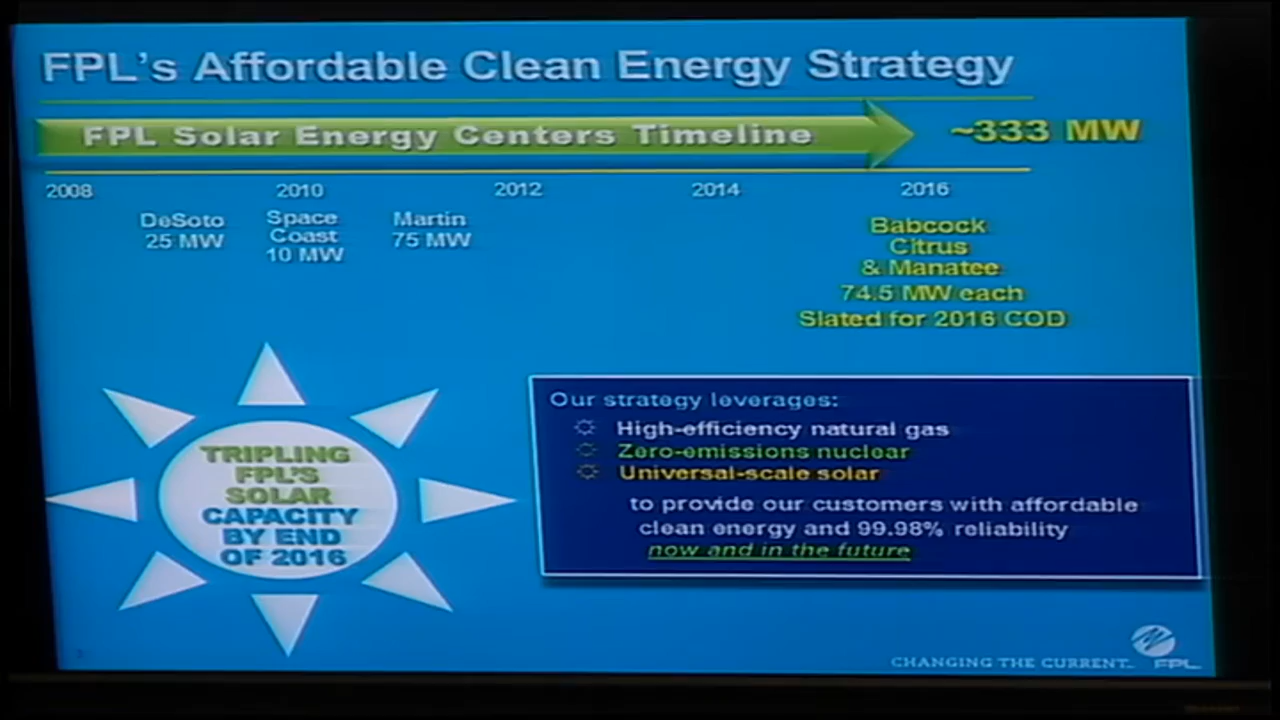 FPL's Affordable Clean Energy Strategy
FPL Solar Energy Centers Timeline
~333 MW
2008
2010
2012
2014
2016
DeSoto
25 MW
Space
Coast
10 MW
Martin
75 MW
Babcock
Citrus
& Manatee
74.5 MW each
Slated for 2016 COD
TRIPLING
FPL'S
SOLAR
CAPACITY
BY END
OF 2016
Our strategy leverages:
High-efficiency natural gas
Zero-emissions nuclear
Universal-scale solar
to provide our customers with affordable
clean energy and 99.98% reliability
now and in the future
CHANGING THE CURRENT.
FPL